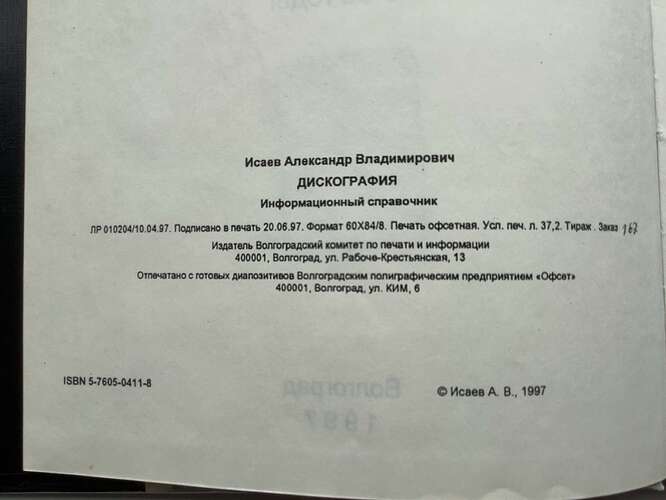 Исаев Александр Владимирович
ДИСКОГРАФИЯ
Информационный справочник
ЛР 010204/10.04.97. Подписано в печать 20.06.97. Формат 60X84/8. Печать офсетная. Усл. печ. л. 37,2. Тираж . Заказ 167
Издатель Волгоградский комитет по печати и информации
400001, Волгоград, ул. Рабоче-Крестьянская, 13
Отпечатано с готовых диапозитивов Волгоградским полиграфическим предприятием «Офсет»
400001, Волгоград, ул. КИМ, 6
ISBN 5-7605-0411-8
© Исаев А. В., 1997
Волгоград
1997